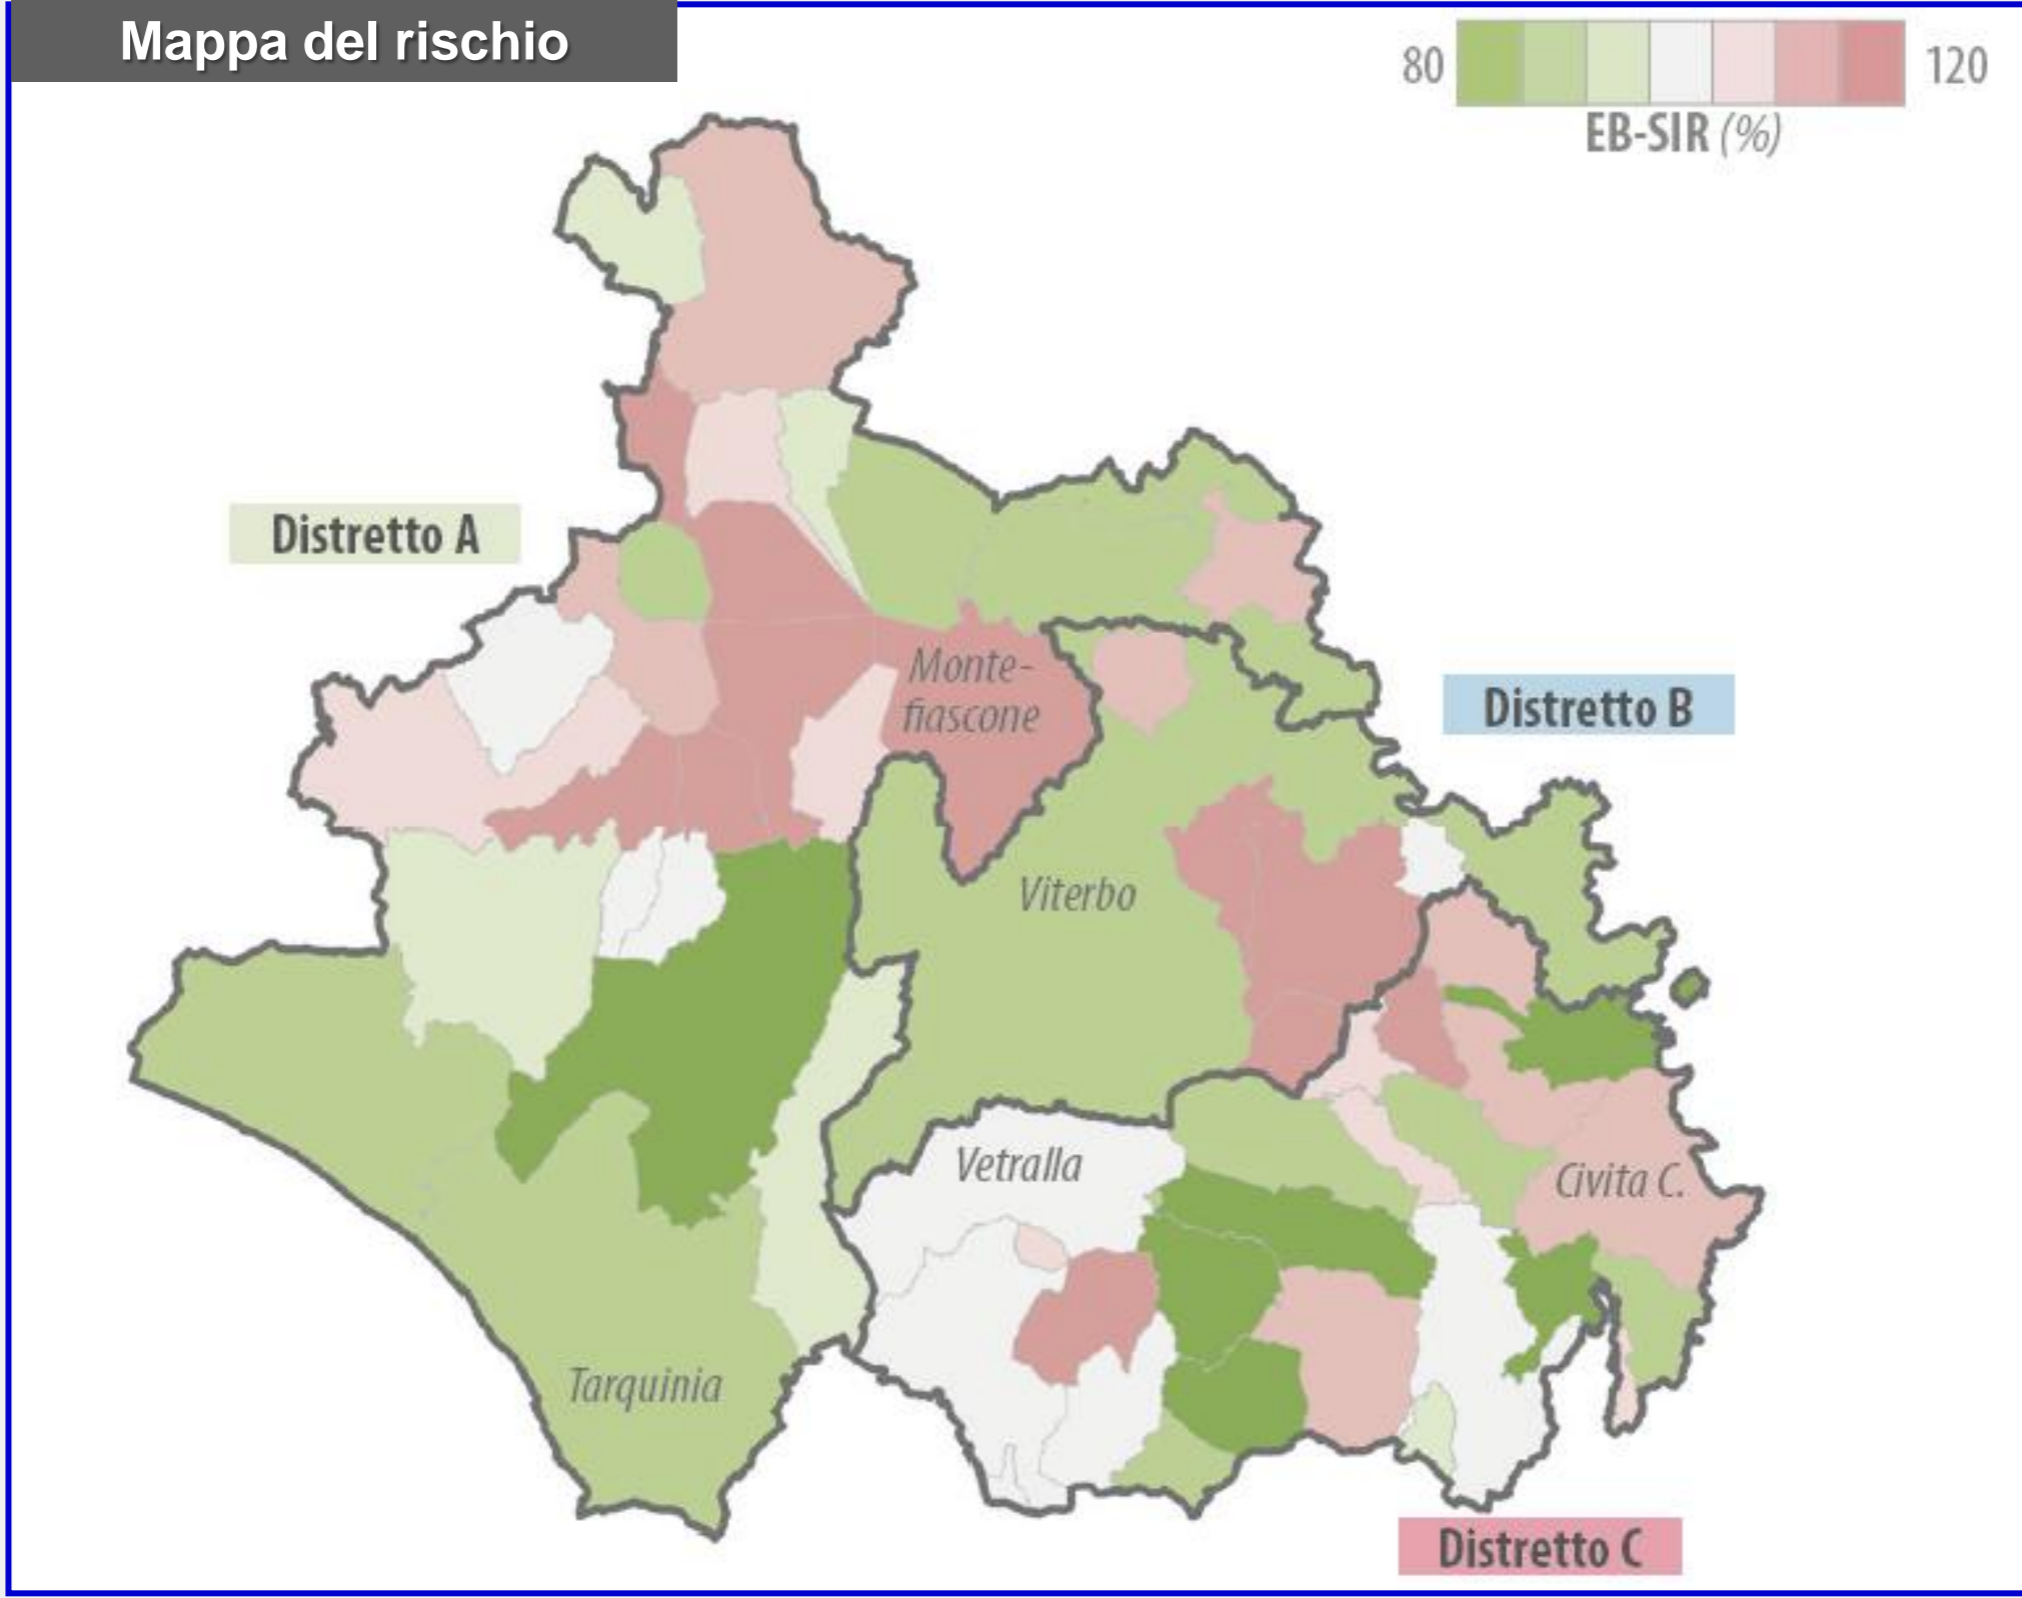 Mappa del rischio
80 120
EB-SIR (%)
Distretto A
Monte-
fiascone
Distretto B
Viterbo
Vetralla
Civita C.
Tarquinia
Distretto C